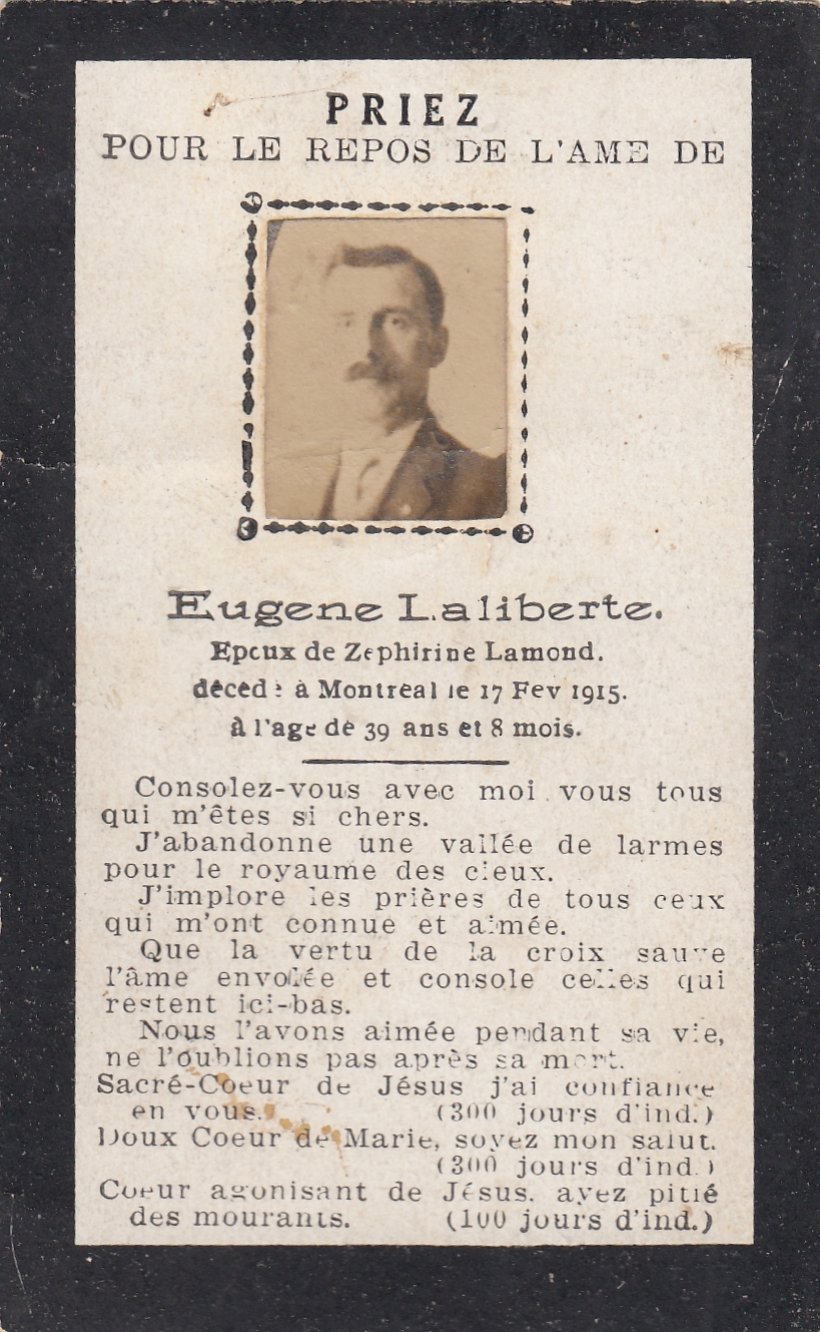 PRIEZ
POUR LE REPOS DE L'AME DE
Eugene Laliberte.
Epoux de Zephirine Lamond.
décédé à Montreal le 17 Fev 1915.
à l'age de 39 ans et 8 mois.
Consolez-vous avec moi vous tous
qui m'êtes si chers.
J'abandonne une vallée de larmes
pour le royaume des cieux.
J'implore les prières de tous ceux
qui m'ont connue et aimée.
Que la vertu de la croix sauve
l'âme envolée et console celles qui
restent ici-bas.
Nous l'avons aimée pendant sa vie,
ne l'oublions pas après sa mort.
Sacré-Coeur de Jésus j'ai confiance
en vous. (300 jours d'ind.)
Doux Coeur de Marie, soyez mon salut.
(300 jours d'ind.)
Coeur agonisant de Jésus. ayez pitié
des mourants. (100 jours d'ind.)